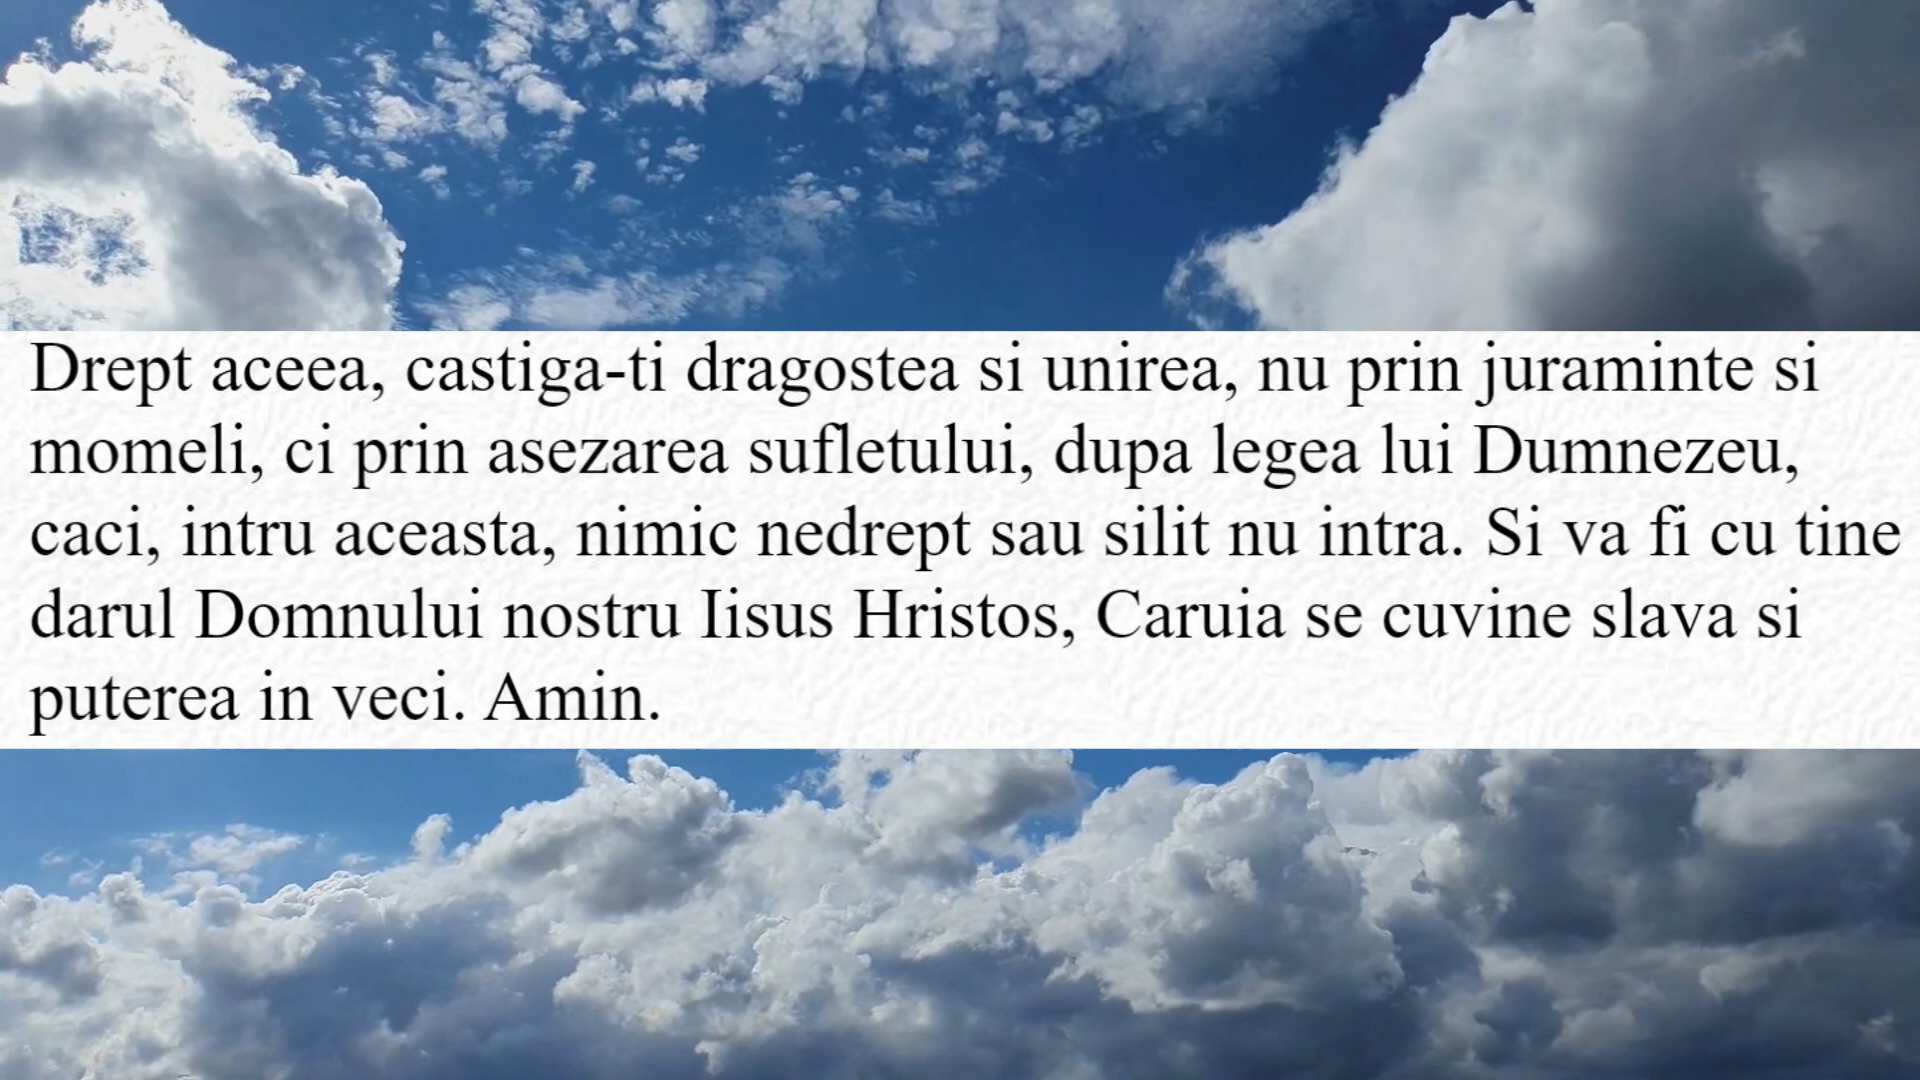 Drept aceea, castiga-ti dragostea si unirea, nu prin juraminte si
momeli, ci prin asezarea sufletului, dupa legea lui Dumnezeu,
caci, intru aceasta, nimic nedrept sau silit nu intra. Si va fi cu tine
darul Domnului nostru Iisus Hristos, Caruia se cuvine slava si
puterea in veci. Amin.